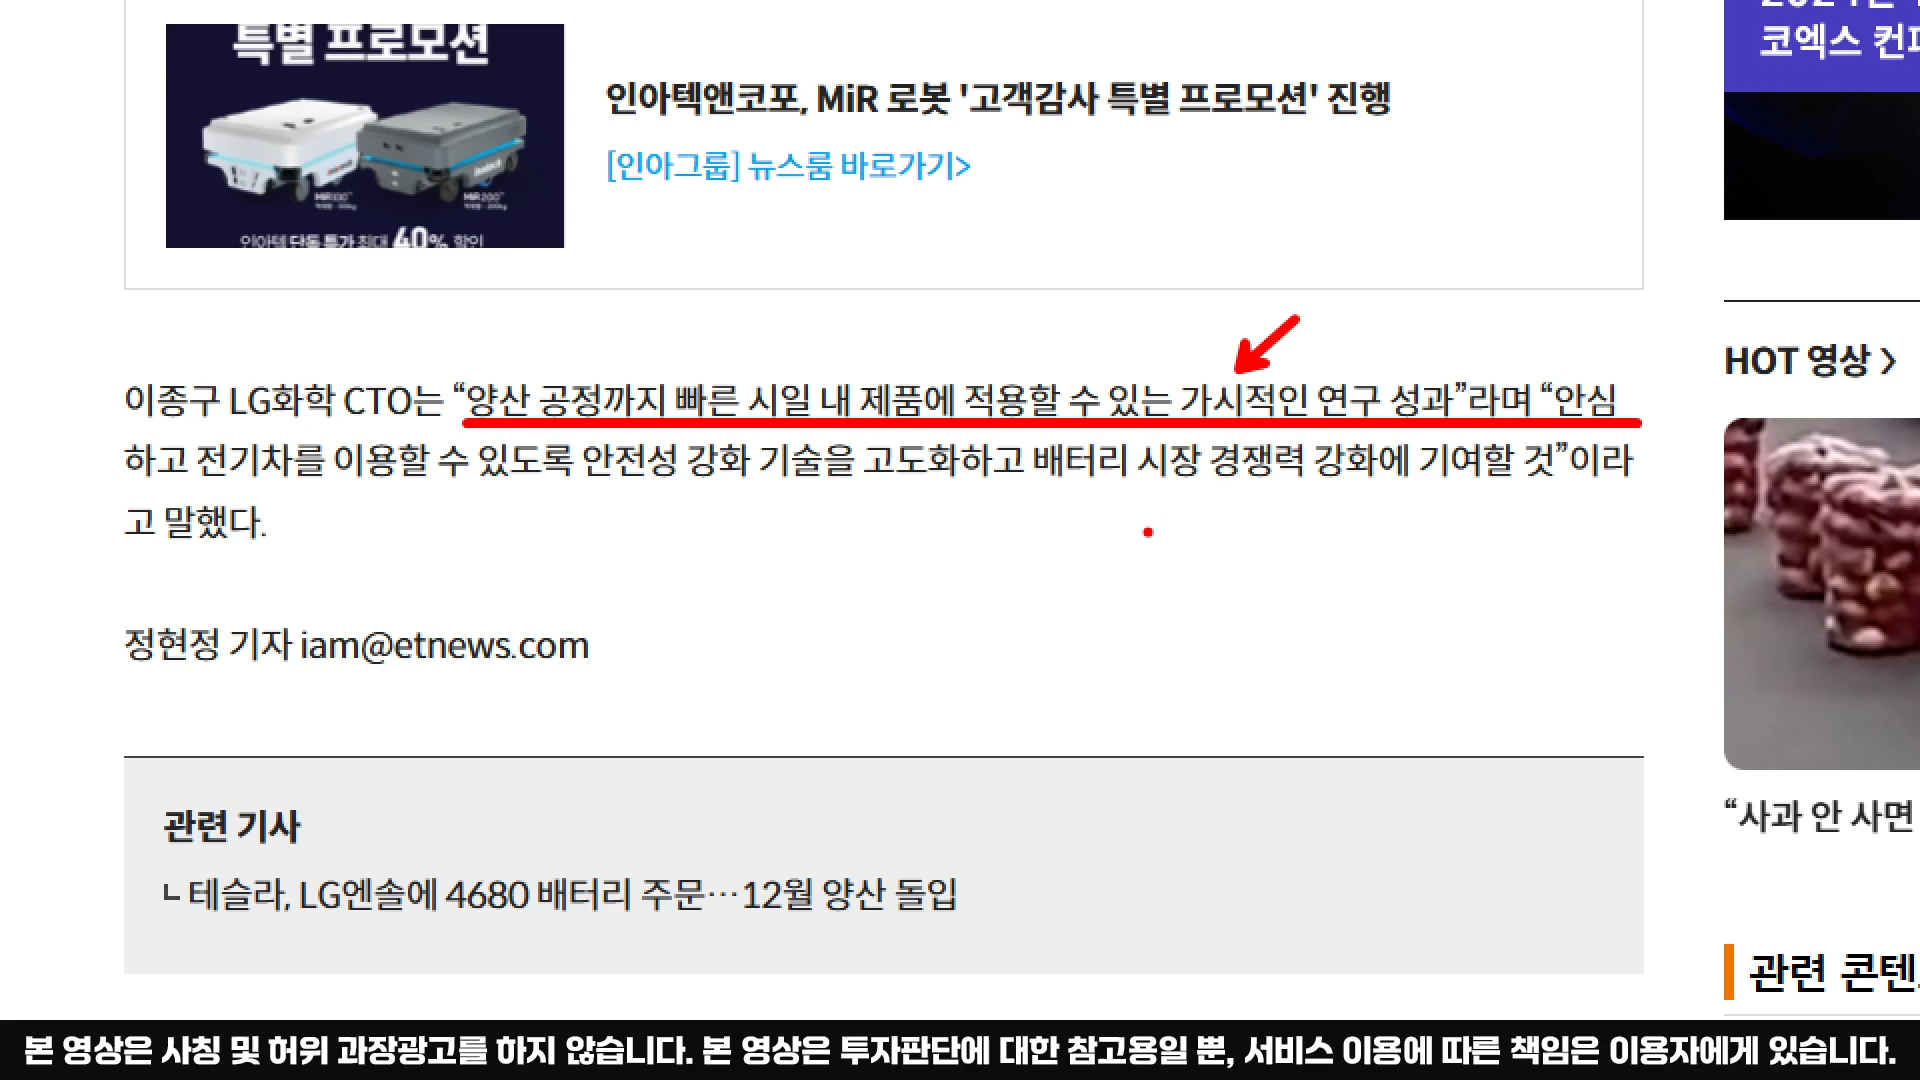 특별 프로모션
MiR100™
MiR200™
인아텍 단독 특가 최대 40% 할인
인아텍앤코포, MiR 로봇 '고객감사 특별 프로모션' 진행
[인아그룹] 뉴스룸 바로가기>
이종구 LG화학 CTO는 “양산 공정까지 빠른 시일 내 제품에 적용할 수 있는 가시적인 연구 성과”라며 “안심
하고 전기차를 이용할 수 있도록 안전성 강화 기술을 고도화하고 배터리 시장 경쟁력 강화에 기여할 것”이라
고 말했다.
정현정 기자 iam@etnews.com
관련 기사
ㄴ 테슬라, LG엔솔에 4680 배터리 주문…12월 양산 돌입
코엑스 컨퍼
HOT 영상 >
“사과 안 사면
관련 콘텐
본 영상은 사칭 및 허위 과장광고를 하지 않습니다. 본 영상은 투자판단에 대한 참고용일 뿐, 서비스 이용에 따른 책임은 이용자에게 있습니다.